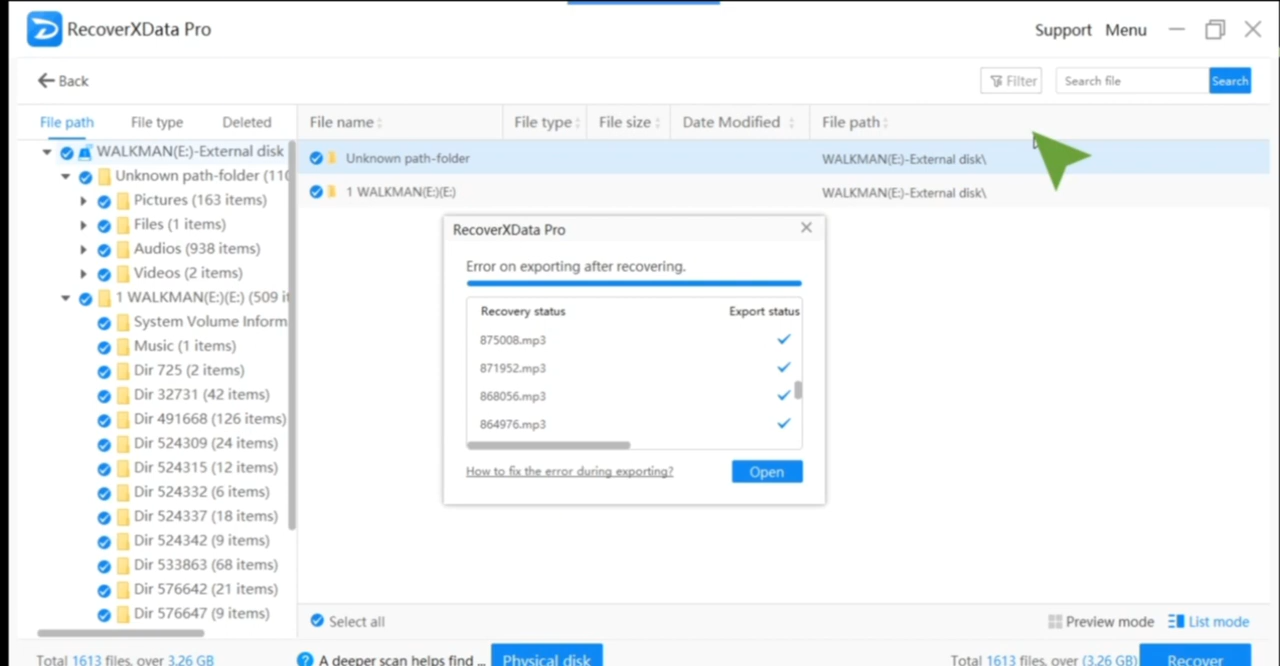 RecoverXData Pro
Support Menu
Back
Filter
Search file
Search
File path File type Deleted
File name File type File size Date Modified File path
WALKMAN(E:)-External disk
Unknown path-folder (110
Pictures (163 items)
Files (1 items)
Audios (938 items)
Videos (2 items)
1 WALKMAN(E:)(E:) (509 it
System Volume Inform
Music (1 items)
Dir 725 (2 items)
Dir 32731 (42 items)
Dir 491668 (126 items)
Dir 524309 (24 items)
Dir 524315 (12 items)
Dir 524332 (6 items)
Dir 524337 (18 items)
Dir 524342 (9 items)
Dir 533863 (68 items)
Dir 576642 (21 items)
Dir 576647 (9 items)
Unknown path-folder WALKMAN(E:)-External disk\
1 WALKMAN(E:)(E:) WALKMAN(E:)-External disk\
RecoverXData Pro
Error on exporting after recovering.
Recovery status Export status
875008.mp3
871952.mp3
868056.mp3
864976.mp3
How to fix the error during exporting?
Open
Select all
Preview mode List mode
Total 1613 files, over 3.26 GB
? A deeper scan helps find ...
Physical disk
Total 1613 files, over (3.26 GB)
Recover